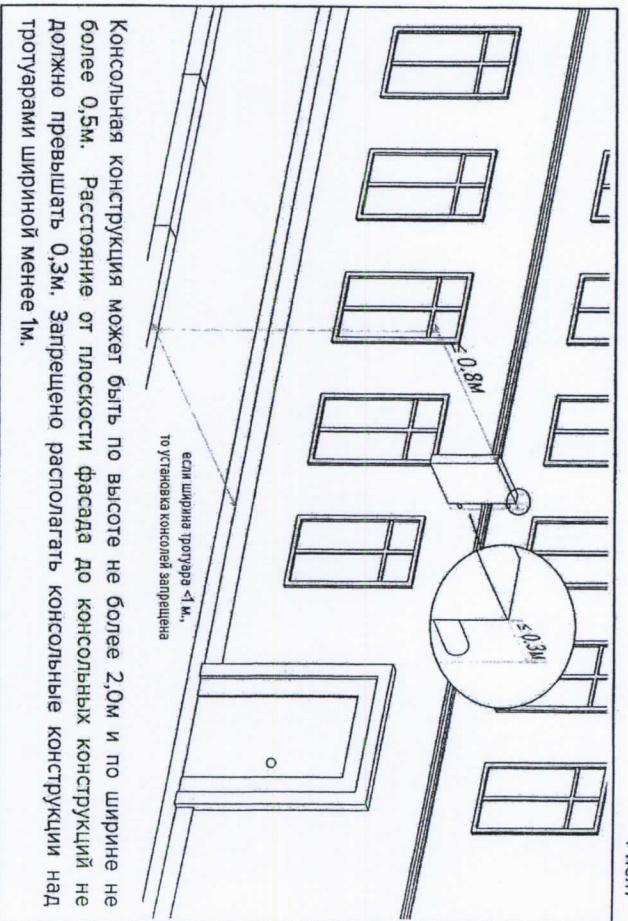 ≤ 0,8м
≤ 0,3м
если ширина тротуара <1 м.,
то установка консолей запрещена
Консольная конструкция может быть по высоте не более 2,0м и по ширине не
более 0,5м. Расстояние от плоскости фасада до консольных конструкций не
должно превышать 0,3м. Запрещено располагать консольные конструкции над
тротуарами шириной менее 1м.